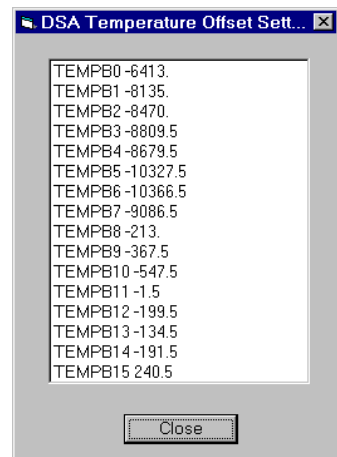 DSA Temperature Offset Sett...
TEMPB0 -6413.
TEMPB1 -8135.
TEMPB2 -8470.
TEMPB3 -8809.5
TEMPB4 -8679.5
TEMPB5 -10327.5
TEMPB6 -10366.5
TEMPB7 -9086.5
TEMPB8 -213.
TEMPB9 -367.5
TEMPB10 -547.5
TEMPB11 -1.5
TEMPB12 -199.5
TEMPB13 -134.5
TEMPB14 -191.5
TEMPB15 240.5
Close